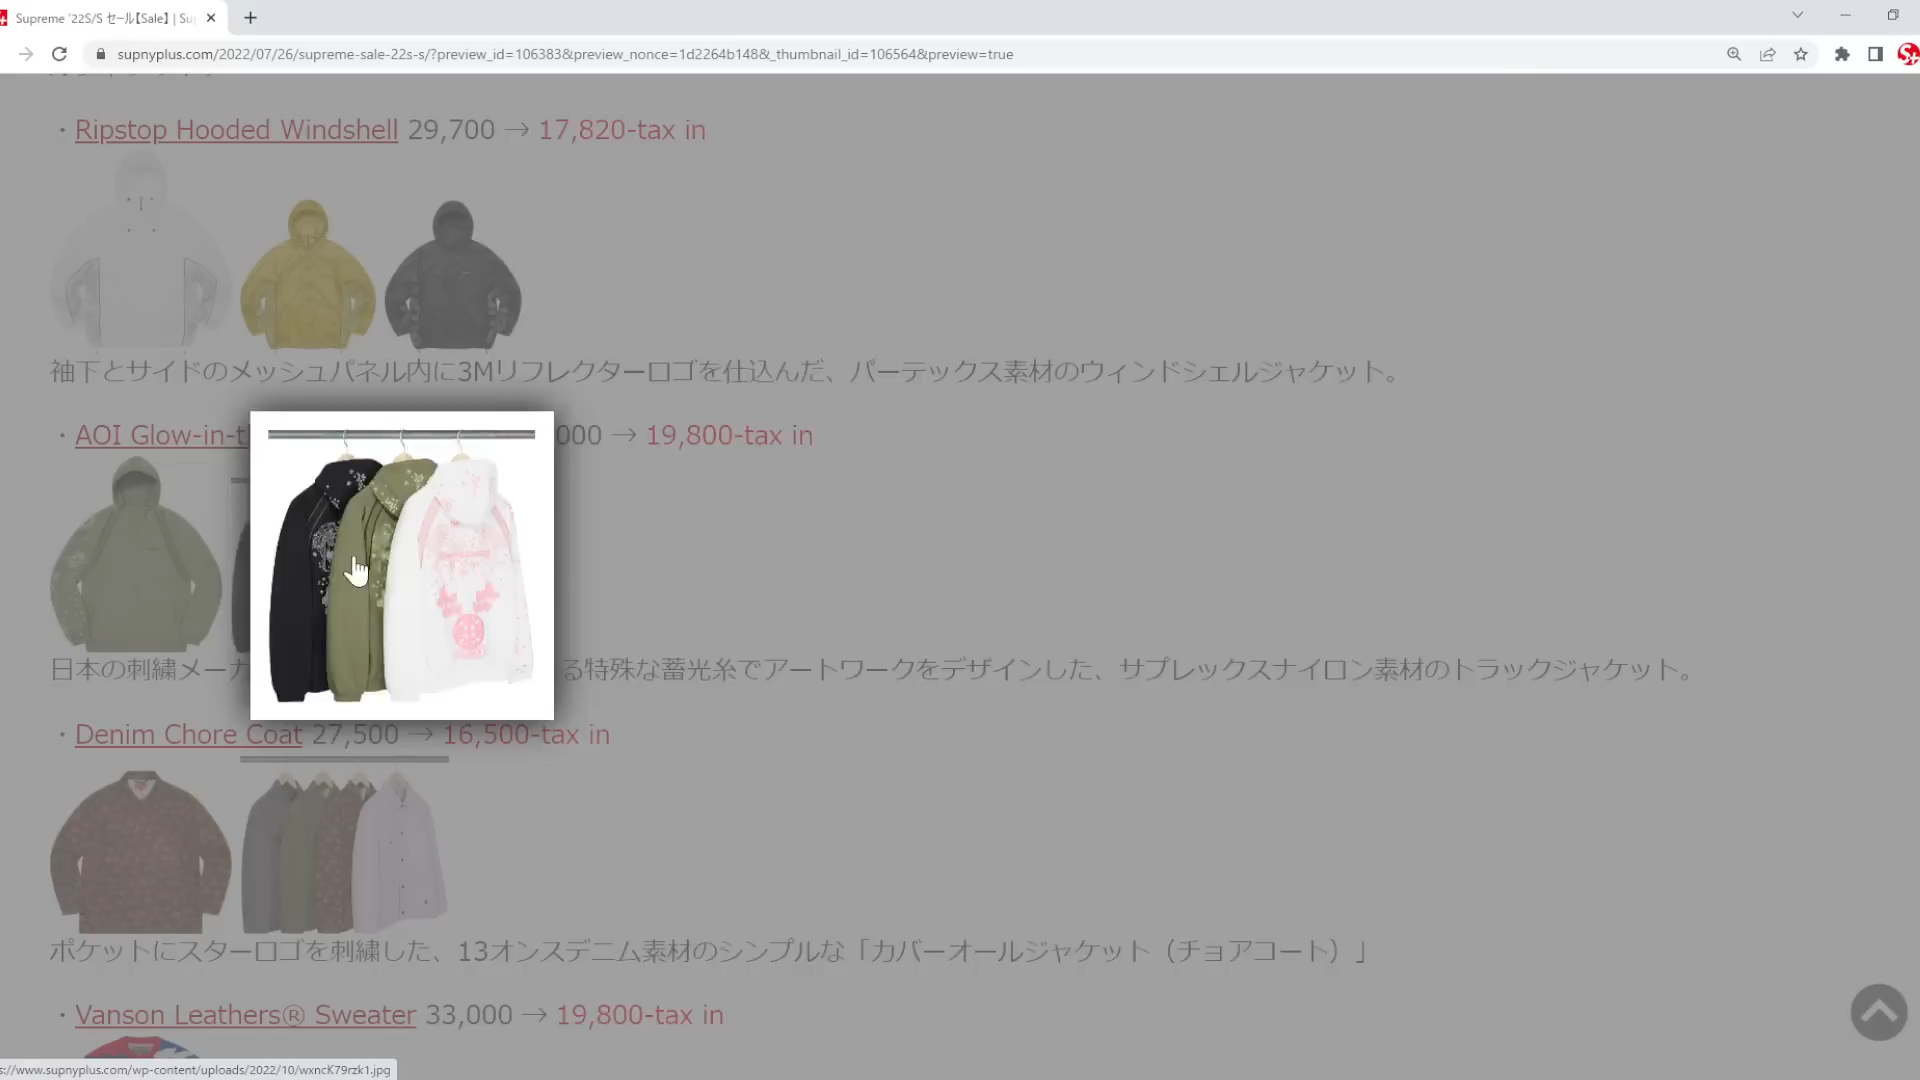 Supreme '22S/S セール【Sale】 | Su
supnyplus.com/2022/07/26/supreme-sale-22s-s/?preview_id=106383&preview_nonce=1d2264b148&_thumbnail_id=106564&preview=true
・Ripstop Hooded Windshell 29,700 → 17,820-tax in
袖下とサイドのメッシュパネル内に3Mリフレクターロゴを仕込んだ、パーテックス素材のウィンドシェルジャケット。
・AOI Glow-in-t 000 → 19,800-tax in
日本の刺繍メーカ る特殊な蓄光糸でアートワークをデザインした、サプレックスナイロン素材のトラックジャケット。
・Denim Chore Coat 27,500 → 16,500-tax in
ポケットにスターロゴを刺繍した、13オンスデニム素材のシンプルな「カバーオールジャケット（チョアコート）」
・Vanson Leathers® Sweater 33,000 → 19,800-tax in
s://www.supnyplus.com/wp-content/uploads/2022/10/wxncK79rzk1.jpg